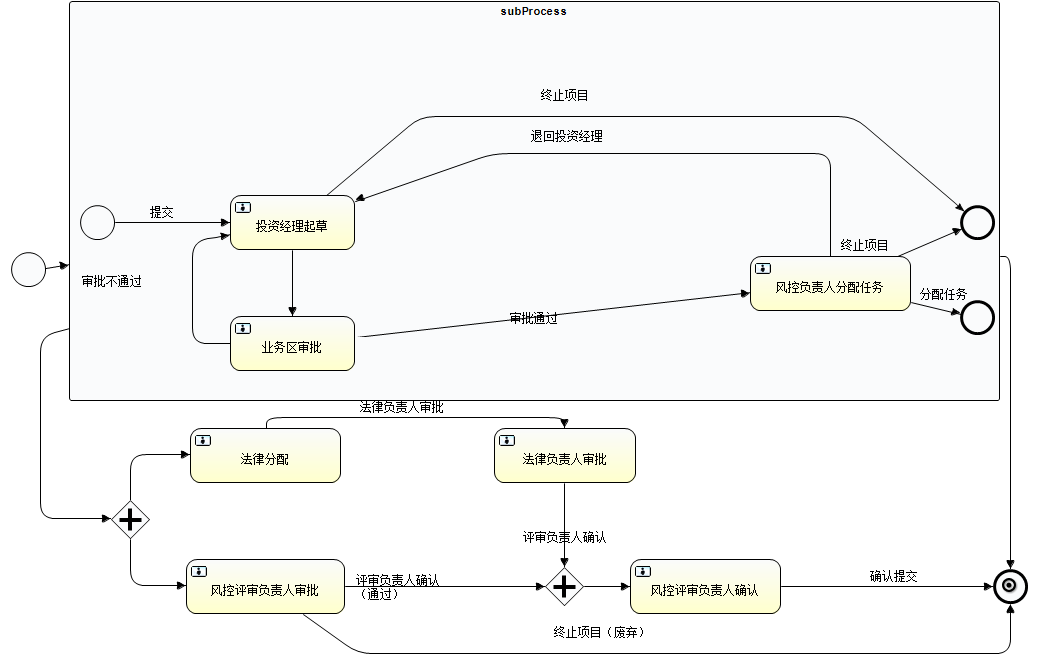 subProcess
终止项目
退回投资经理
提交
投资经理起草
终止项目
审批不通过
风控负责人分配任务
分配任务
审批通过
业务区审批
法律负责人审批
法律分配
法律负责人审批
评审负责人确认
评审负责人确认
（通过）
风控评审负责人审批
风控评审负责人确认
确认提交
终止项目（废弃）